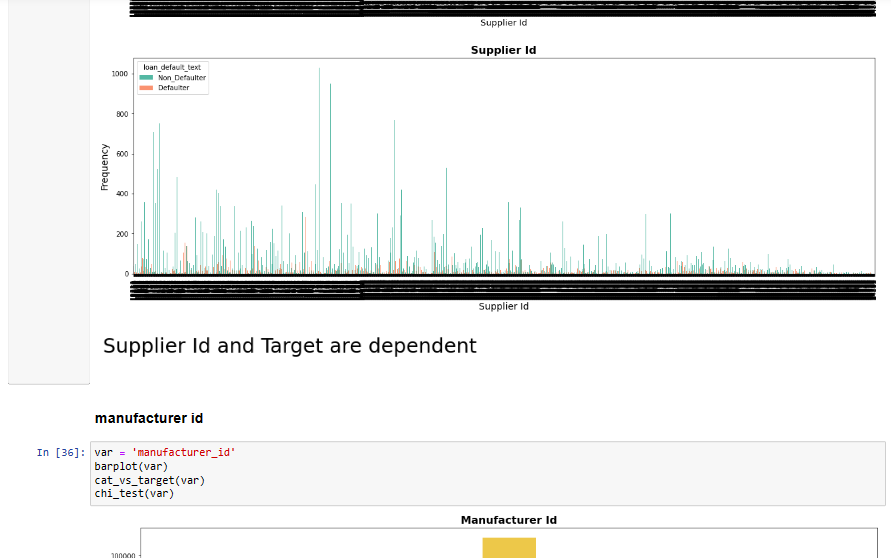 Supplier Id
Supplier Id
loan_default_text
Non_Defaulter
Defaulter
1000
800
600
400
200
0
Frequency
Supplier Id
Supplier Id and Target are dependent
manufacturer id
In [36]: var = 'manufacturer_id'
barplot(var)
cat_vs_target(var)
chi_test(var)
Manufacturer Id
100000